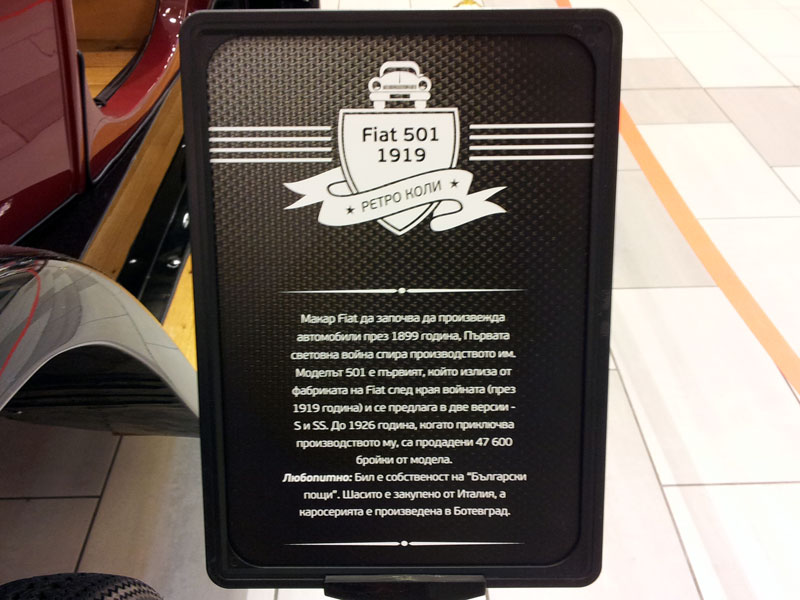 Fiat 501
1919
★ РЕТРО КОЛИ ★
Макар Fiat да започва да произвежда
автомобили през 1899 година, Първата
световна война спира производството им.
Моделът 501 е първият, който излиза от
фабриката на Fiat след края войната (през
1919 година) и се предлага в две версии -
S и SS. До 1926 година, когато приключва
производството му, са продадени 47 600
бройки от модела.
Любопитно: Бил е собственост на "Български
пощи". Шасито е закупено от Италия, а
каросерията е произведена в Ботевград.